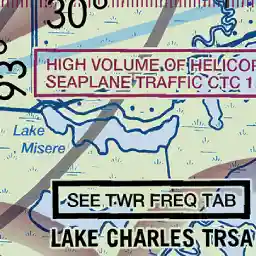 30°
93°
HIGH VOLUME OF HELICOP
SEAPLANE TRAFFIC CTC 1
Lake
Misere
SEE TWR FREQ TAB
LAKE CHARLES TRSA